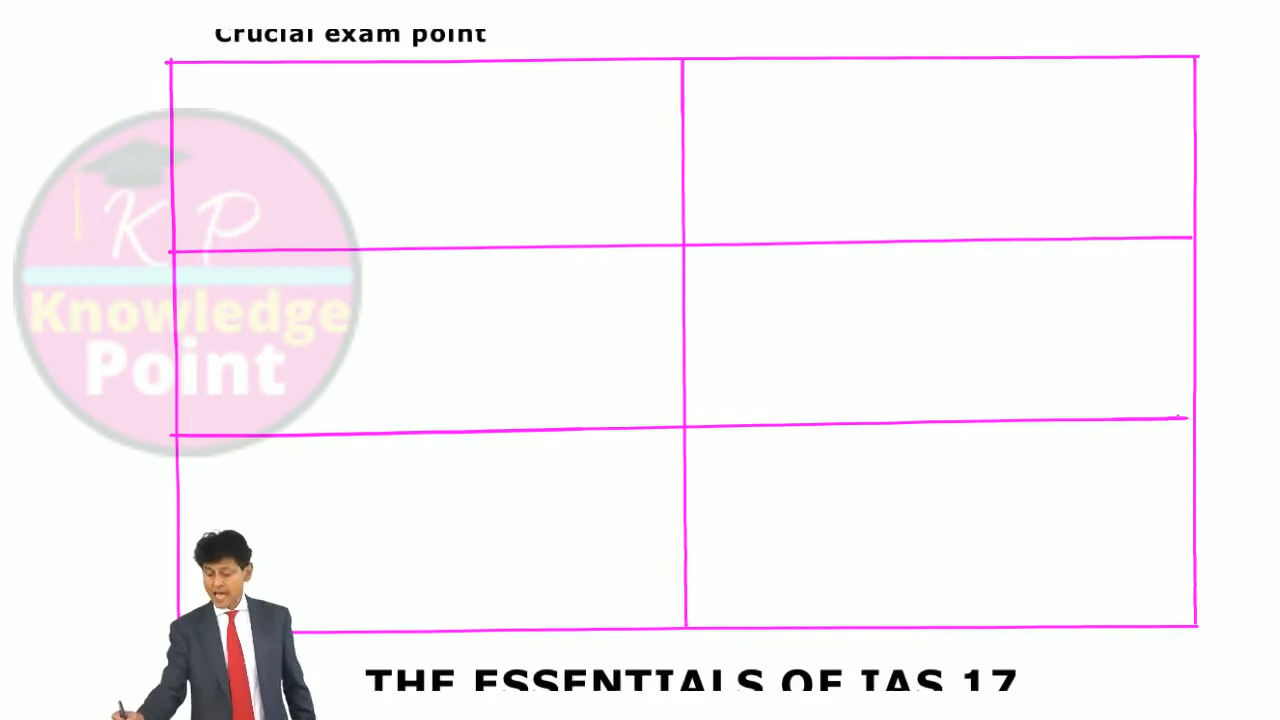 Crucial exam point
K P
Knowledge
Point
THE ESSENTIALS OF IAS 17